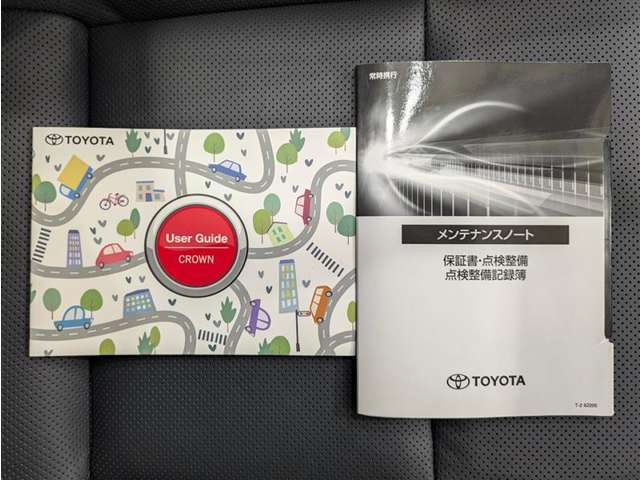 TOYOTA
User Guide
CROWN
常時携行
メンテナンスノート
保証書・点検整備
点検整備記録簿
TOYOTA